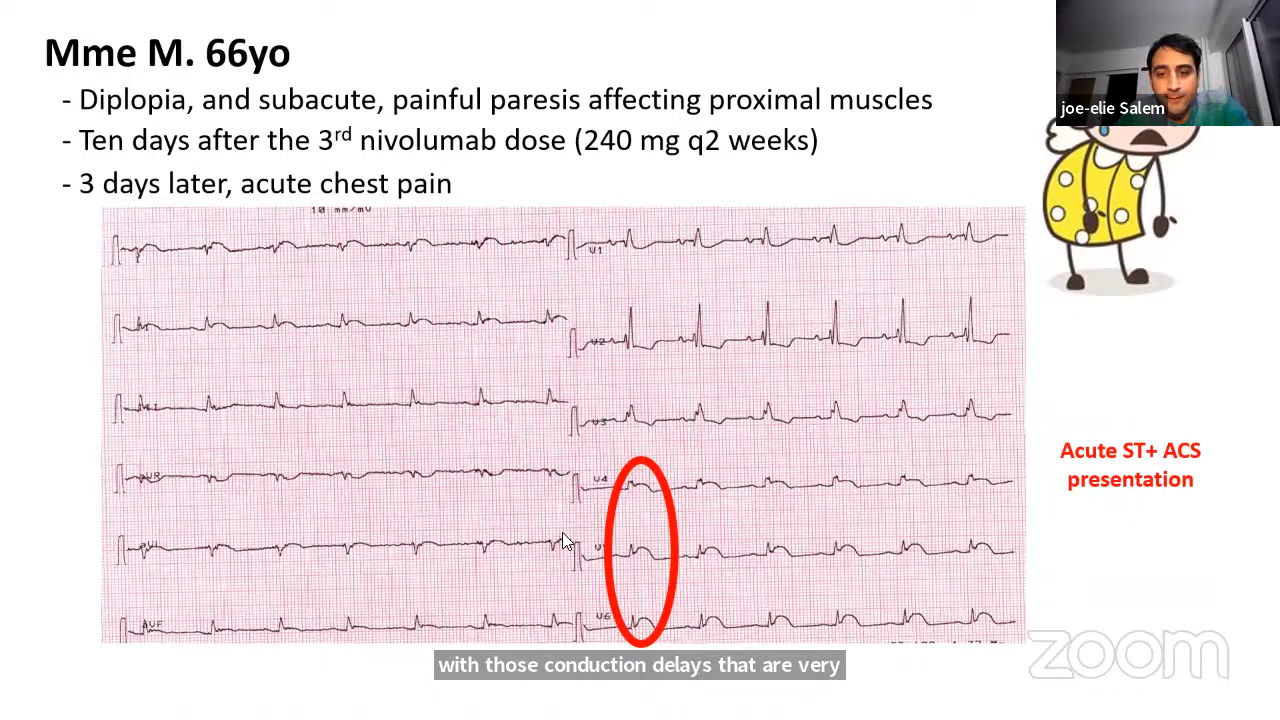 Mme M. 66yo
joe-elie Salem
- Diplopia, and subacute, painful paresis affecting proximal muscles
- Ten days after the 3rd nivolumab dose (240 mg q2 weeks)
- 3 days later, acute chest pain
10 mm/mV
V1
V2
V3
Acute ST+ ACS
presentation
AVR
V4
AVF
V6
with those conduction delays that are very
zoom